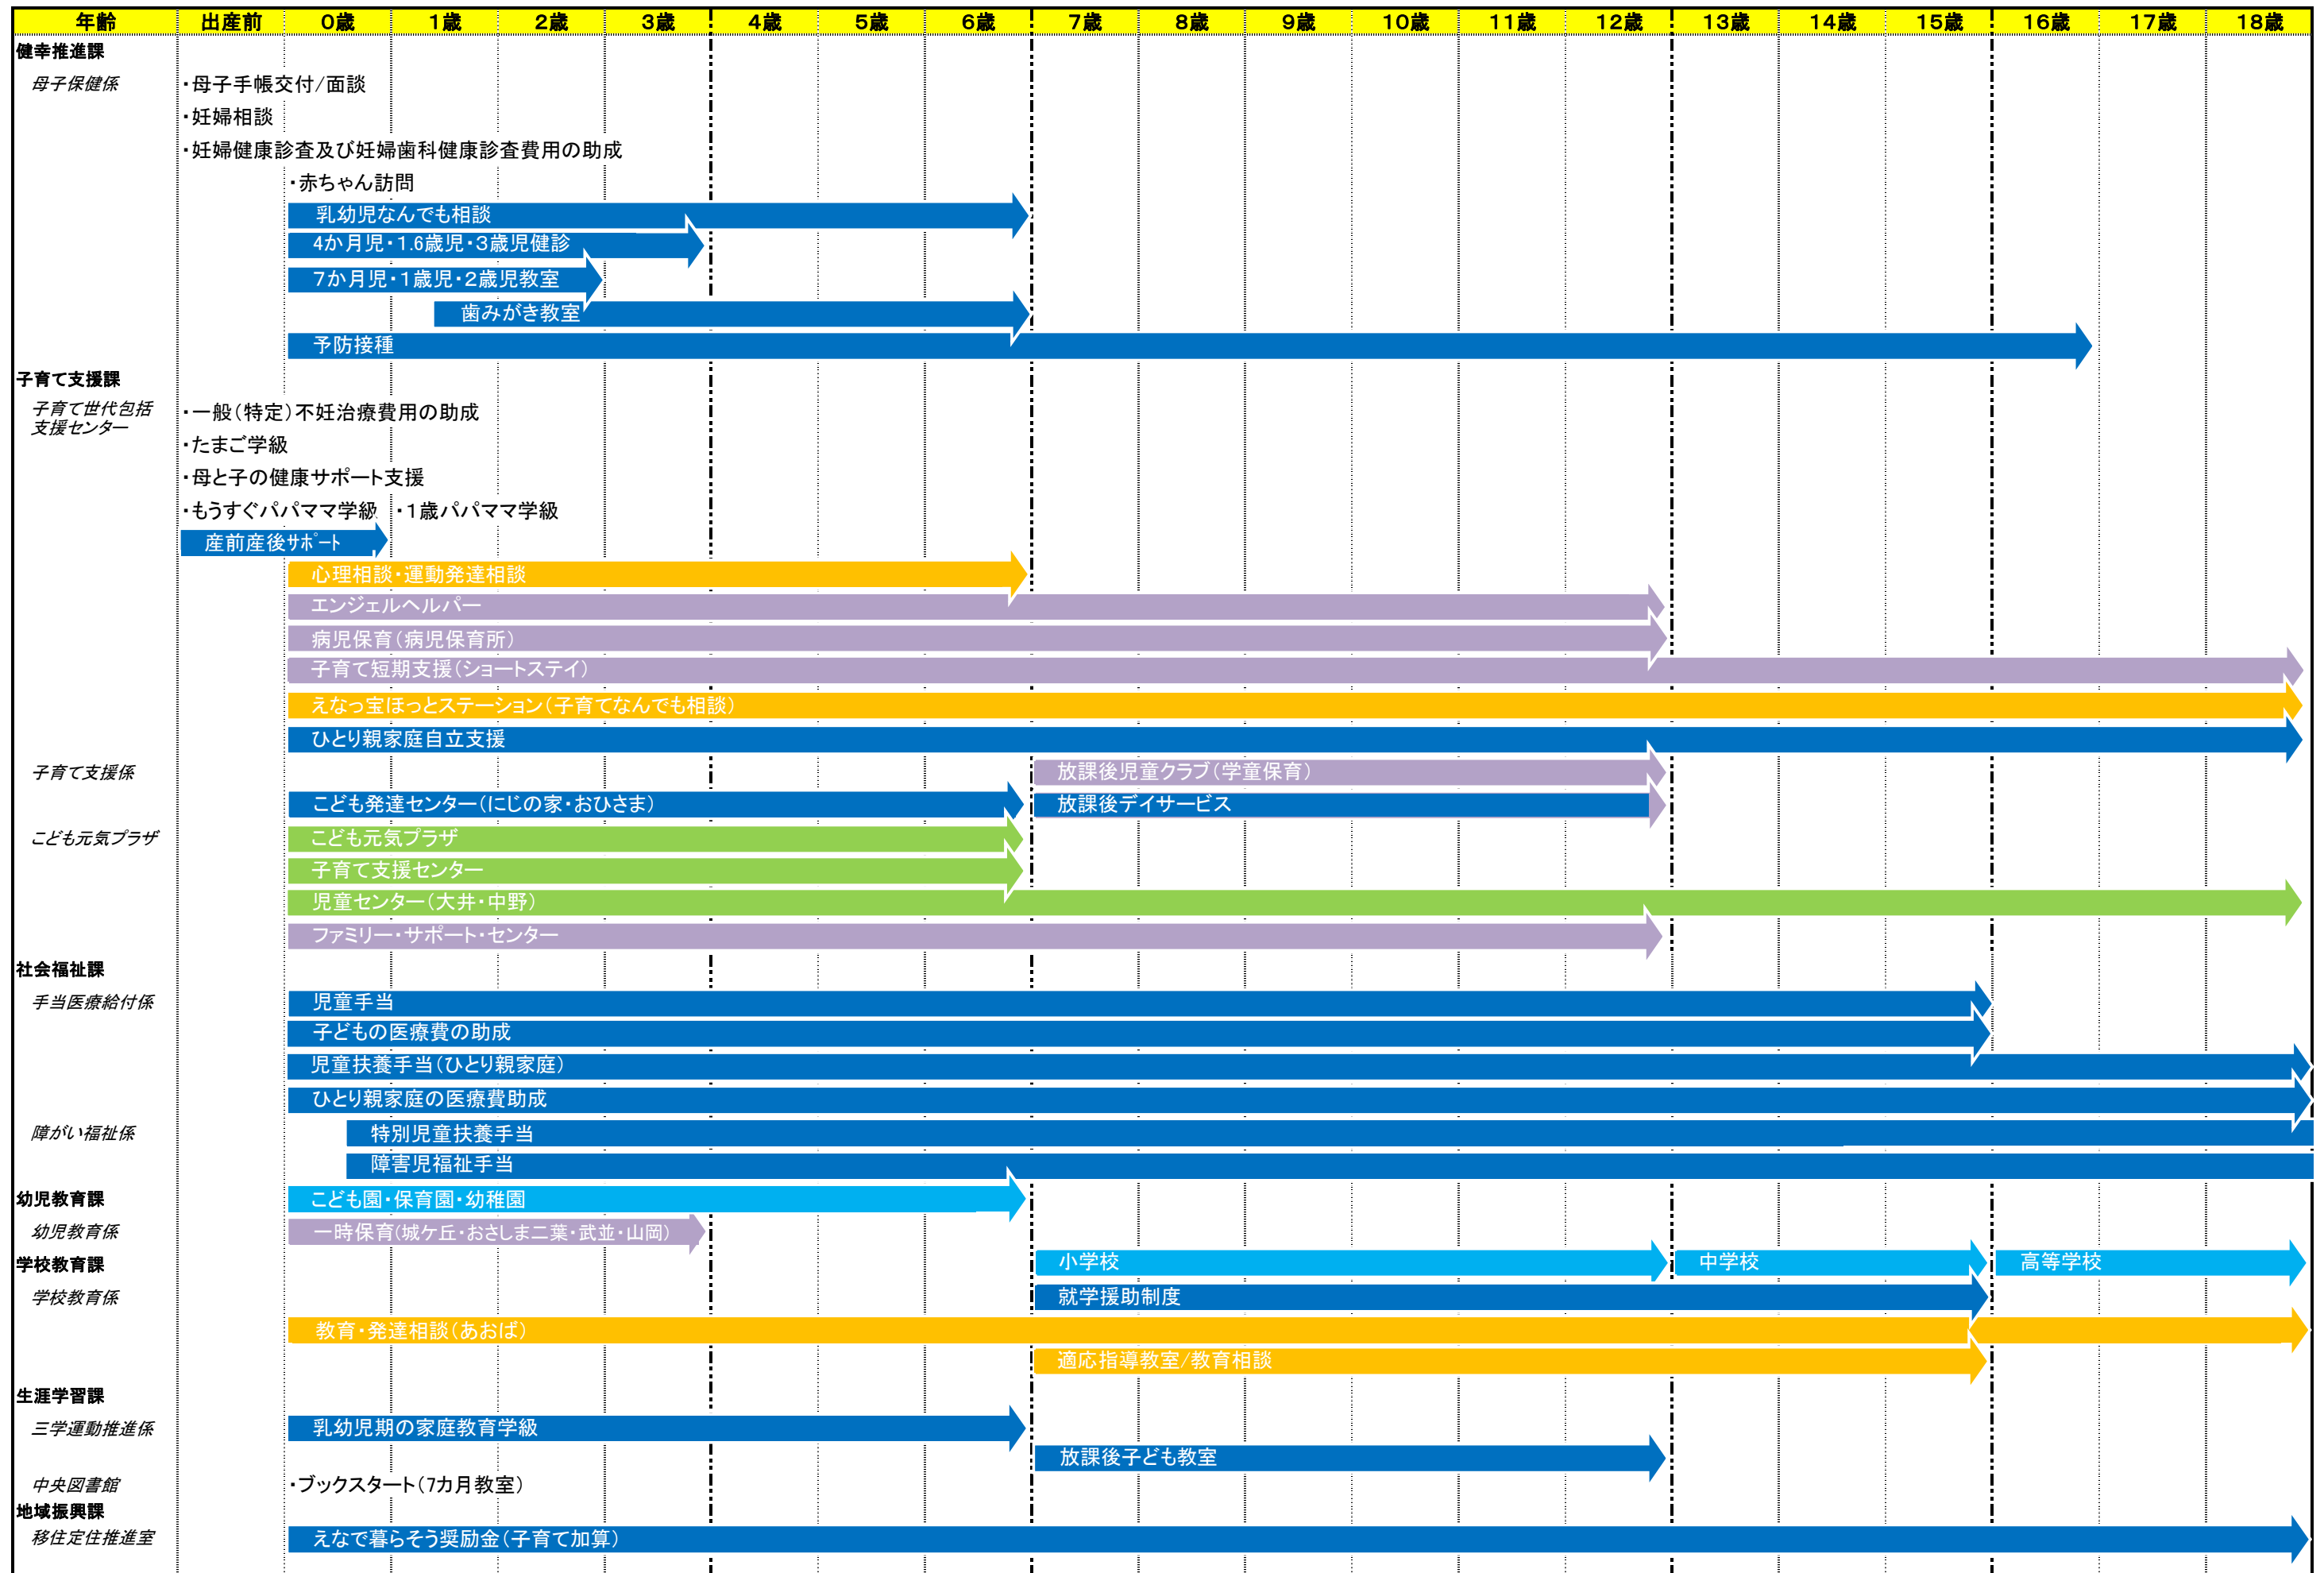 年齢 出産前 0歳 1歳 2歳 3歳 4歳 5歳 6歳 7歳 8歳 9歳 10歳 11歳 12歳 13歳 14歳 15歳 16歳 17歳 18歳
健幸推進課
母子保健係 ・母子手帳交付/面談
・妊婦相談
・妊婦健康診査及び妊婦歯科健康診査費用の助成
・赤ちゃん訪問
乳幼児なんでも相談
4か月児・1.6歳児・3歳児健診
7か月児・1歳児・2歳児教室
歯みがき教室
予防接種
子育て支援課
子育て世代包括
支援センター
・一般(特定)不妊治療費用の助成
・たまご学級
・母と子の健康サポート支援
・もうすぐパパママ学級 ・1歳パパママ学級
産前産後ｻﾎﾟｰﾄ
心理相談・運動発達相談
エンジェルヘルパー
病児保育(病児保育所)
子育て短期支援(ショートステイ)
えなっ宝ほっとステーション(子育てなんでも相談)
ひとり親家庭自立支援
子育て支援係 放課後児童クラブ(学童保育)
こども発達センター(にじの家・おひさま) 放課後デイサービス
こども元気プラザ こども元気プラザ
子育て支援センター
児童センター(大井・中野)
ファミリー・サポート・センター
社会福祉課
手当医療給付係 児童手当
子どもの医療費の助成
児童扶養手当(ひとり親家庭)
ひとり親家庭の医療費助成
障がい福祉係 特別児童扶養手当
障害児福祉手当
幼児教育課 こども園・保育園・幼稚園
幼児教育係 一時保育(城ケ丘・おさしま二葉・武並・山岡)
学校教育課 小学校 中学校 高等学校
学校教育係 就学援助制度
教育・発達相談(あおば)
適応指導教室/教育相談
生涯学習課
三学運動推進係 乳幼児期の家庭教育学級
放課後子ども教室
中央図書館 ・ブックスタート(7カ月教室)
地域振興課
移住定住推進室 えなで暮らそう奨励金(子育て加算)